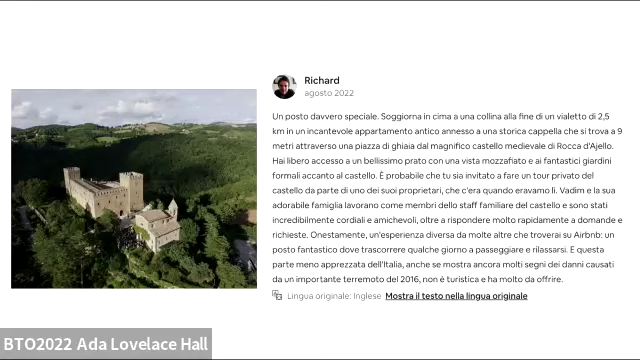 Richard
agosto 2022
Un posto davvero speciale. Soggiorna in cima a una collina alla fine di un vialetto di 2,5
km in un incantevole appartamento antico annesso a una storica cappella che si trova a 9
metri attraverso una piazza di ghiaia dal magnifico castello medievale di Rocca d'Ajello.
Hai libero accesso a un bellissimo prato con una vista mozzafiato e ai fantastici giardini
formali accanto al castello. È probabile che tu sia invitato a fare un tour privato del
castello da parte di uno dei suoi proprietari, che c'era quando eravamo lì. Vadim e la sua
adorabile famiglia lavorano come membri dello staff familiare del castello e sono stati
incredibilmente cordiali e amichevoli, oltre a rispondere molto rapidamente a domande e
richieste. Onestamente, un'esperienza diversa da molte altre che troverai su Airbnb: un
posto fantastico dove trascorrere qualche giorno a passeggiare e rilassarsi. E questa
parte meno apprezzata dell'Italia, anche se mostra ancora molti segni dei danni causati
da un importante terremoto del 2016, non è turistica e ha molto da offrire.
Lingua originale: Inglese Mostra il testo nella lingua originale
BTO2022 Ada Lovelace Hall